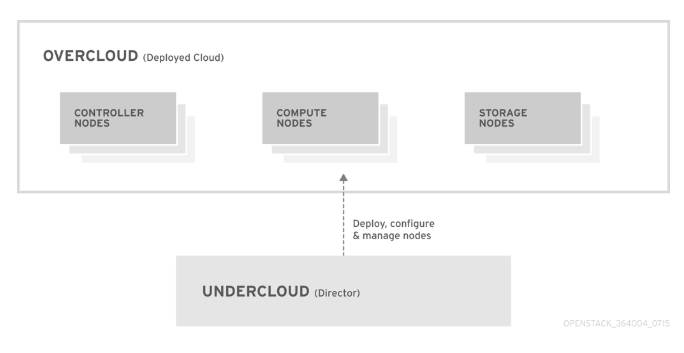 OVERCLOUD (Deployed Cloud)
CONTROLLER
NODES
COMPUTE
NODES
STORAGE
NODES
Deploy, configure
& manage nodes
UNDERCLOUD (Director)
OPENSTACK_364004_0715